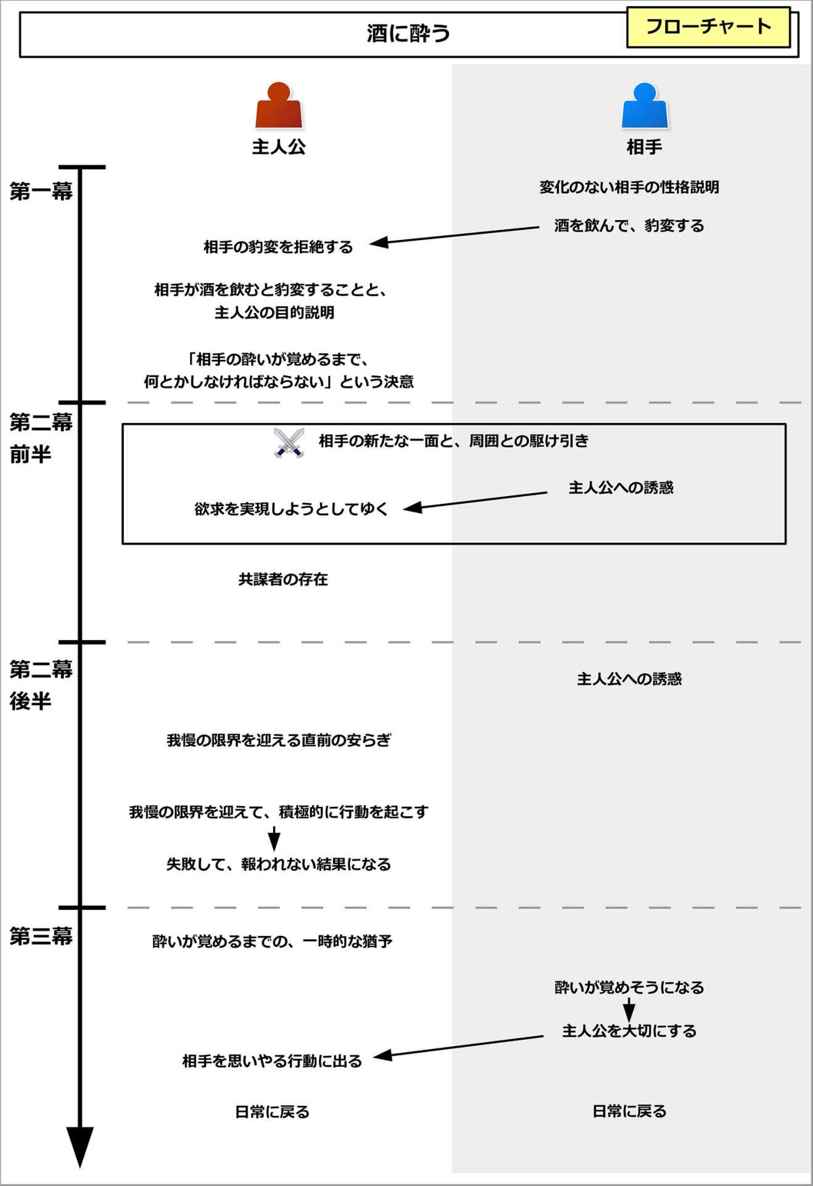 酒に酔う
フローチャート
主人公
相手
第一幕
変化のない相手の性格説明
酒を飲んで、豹変する
相手の豹変を拒絶する
相手が酒を飲むと豹変することと、
主人公の目的説明
「相手の酔いが覚めるまで、
何とかしなければならない」という決意
第二幕
前半
相手の新たな一面と、周囲との駆け引き
主人公への誘惑
欲求を実現しようとしてゆく
共謀者の存在
第二幕
後半
主人公への誘惑
我慢の限界を迎える直前の安らぎ
我慢の限界を迎えて、積極的に行動を起こす
失敗して、報われない結果になる
第三幕
酔いが覚めるまでの、一時的な猶予
酔いが覚めそうになる
主人公を大切にする
相手を思いやる行動に出る
日常に戻る
日常に戻る